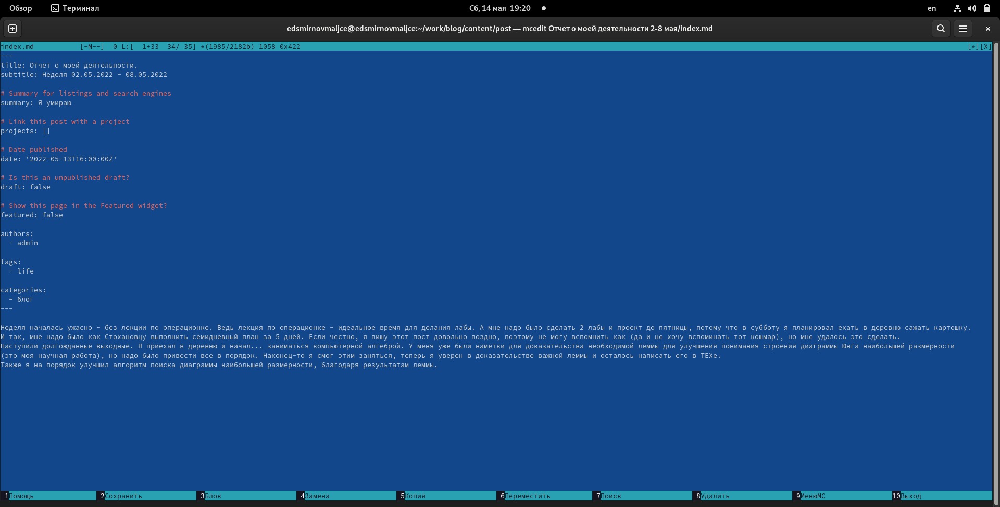 Обзор Терминал Сб, 14 мая 19:20 en
edsmirnovmaljce@edsmirnovmaljce:~/work/blog/content/post — mcedit Отчет о моей деятельности 2-8 мая/index.md
index.md [-M--] 0 L:[ 1+33 34/ 35] *(1985/2182b) 1058 0x422 [*][X]
---
title: Отчет о моей деятельности.
subtitle: Неделя 02.05.2022 - 08.05.2022
# Summary for listings and search engines
summary: Я умираю
# Link this post with a project
projects: []
# Date published
date: '2022-05-13T16:00:00Z'
# Is this an unpublished draft?
draft: false
# Show this page in the Featured widget?
featured: false
authors:
- admin
tags:
- life
categories:
- блог
---
Неделя началась ужасно - без лекции по операционке. Ведь лекция по операционке - идеальное время для делания лабы. А мне надо было сделать 2 лабы и проект до пятницы, потому что в субботу я планировал ехать в деревню сажать картошку.
И так, мне надо было как Стохановцу выполнить семидневный план за 5 дней. Если честно, я пишу этот пост довольно поздно, поэтому не могу вспомнить как (да и не хочу вспоминать тот кошмар), но мне удалось это сделать.
Наступили долгожданные выходные. Я приехал в деревню и начал... заниматься компьютерной алгеброй. У меня уже были наметки для доказательства необходимой леммы для улучшения понимания строения диаграммы Юнга наибольшей размерности
(это моя научная работа), но надо было привести все в порядок. Наконец-то я смог этим заняться, теперь я уверен в доказательстве важной леммы и осталось написать его в TEXe.
Также я на порядок улучшил алгоритм поиска диаграммы наибольшей размерности, благодаря результатам леммы.
1Помощь 2Сохранить 3Блок 4Замена 5Копия 6Переместить 7Поиск 8Удалить 9МенюMC 10Выход